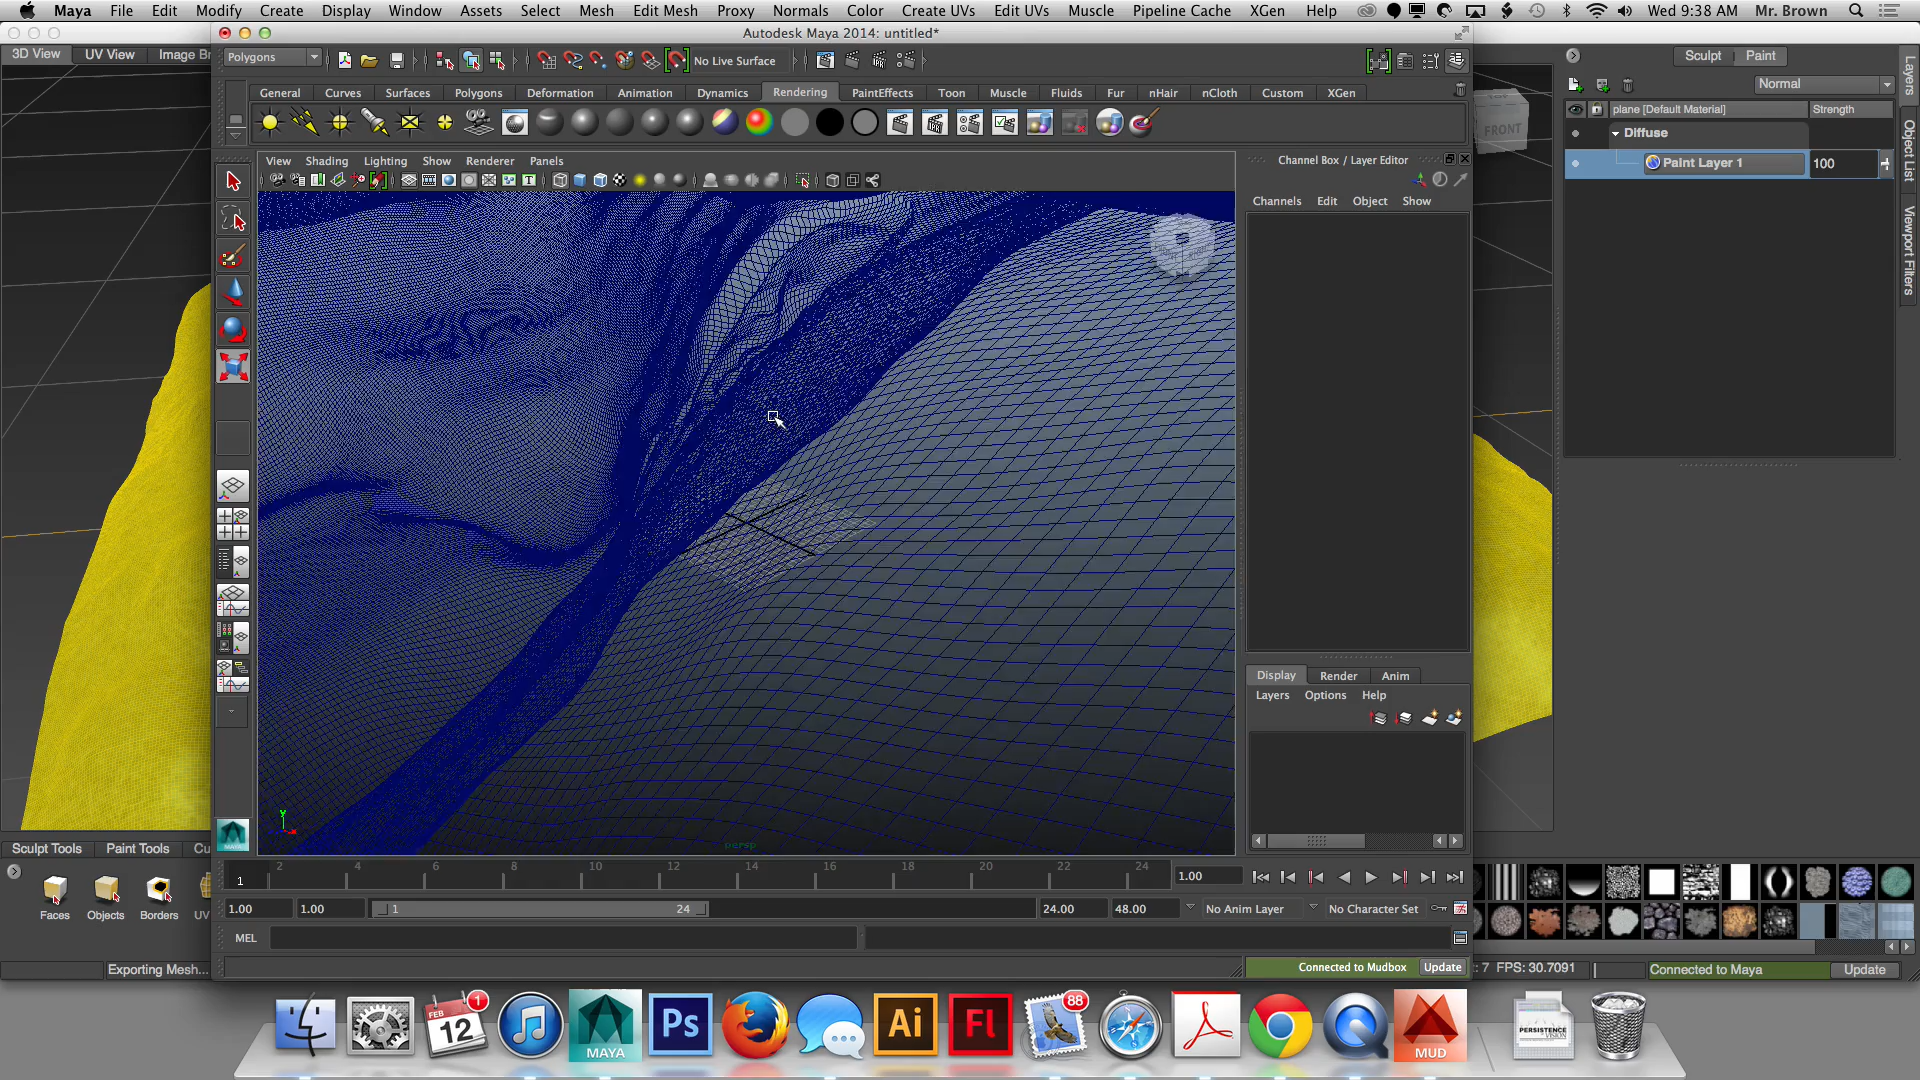 Maya File Edit Modify Create Display Window Assets Select Mesh Edit Mesh Proxy Normals Color Create UVs Edit UVs Muscle Pipeline Cache XGen Help Wed 9:38 AM Mr. Brown
Autodesk Maya 2014: untitled*
3D View UV View Image Br
Polygons No Live Surface
Sculpt Paint
General Curves Surfaces Polygons Deformation Animation Dynamics Rendering PaintEffects Toon Muscle Fluids Fur nHair nCloth Custom XGen
Normal
plane [Default Material] Strength
Diffuse
Paint Layer 1 100
FRONT
Layers
Object List
Viewport Filters
View Shading Lighting Show Renderer Panels
Channel Box / Layer Editor
Channels Edit Object Show
Display Render Anim
Layers Options Help
persp
y
MAYA
Sculpt Tools Paint Tools Cu
Faces Objects Borders UV
2 4 6 8 10 12 14 16 18 20 22 24
1
1.00
1.00 1.00 1 24 24.00 48.00 No Anim Layer No Character Set
MEL
Exporting Mesh...
Connected to Mudbox Update
: 7 FPS: 30.7091
Connected to Maya Update
FEB 12 1
MAYA
Ps
Ai
Fl
88
MUD
PERSISTENCE
VISION